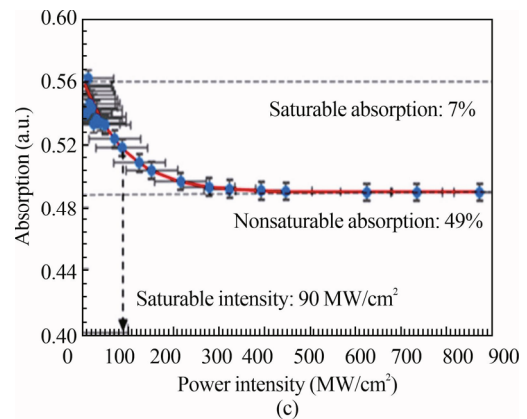 0.60
0.56
0.52
0.48
0.44
0.40
Absorption (a.u.)
Saturable absorption: 7%
Nonsaturable absorption: 49%
Saturable intensity: 90 MW/cm²
0 100 200 300 400 500 600 700 800 900
Power intensity (MW/cm²)
(c)